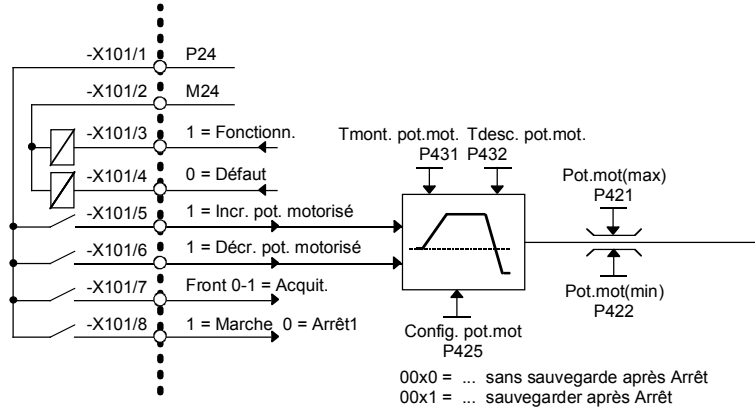 -X101/1 P24
-X101/2 M24
-X101/3 1 = Fonctionn.
-X101/4 0 = Défaut
-X101/5 1 = Incr. pot. motorisé
-X101/6 1 = Décr. pot. motorisé
-X101/7 Front 0-1 = Acquit.
-X101/8 1 = Marche 0 = Arrêt1
Tmont. pot.mot. Tdesc. pot.mot.
P431 P432
Pot.mot(max)
P421
Pot.mot(min)
P422
Config. pot.mot
P425
00x0 = ... sans sauvegarde après Arrêt
00x1 = ... sauvegarder après Arrêt